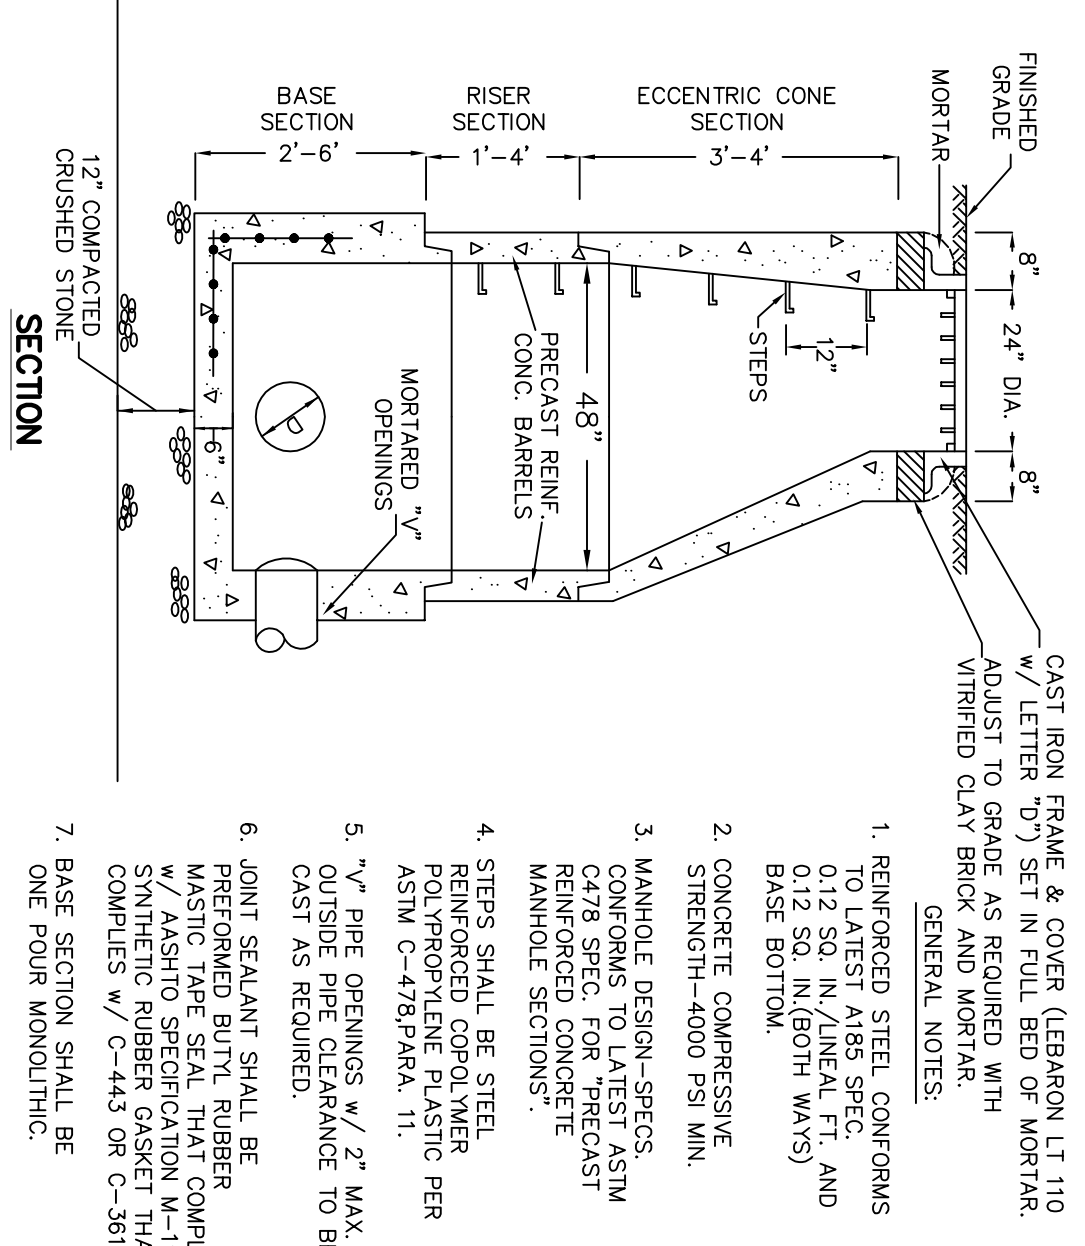 FINISHED
GRADE
MORTAR
8"
24" DIA.
8"
ECCENTRIC CONE
SECTION
3'-4'
RISER
SECTION
1'-4'
BASE
SECTION
2'-6'
12"
STEPS
48"
PRECAST REINF.
CONC. BARRELS
MORTARED "V"
OPENINGS
D
6"
12" COMPACTED
CRUSHED STONE
SECTION
CAST IRON FRAME & COVER (LEBARON LT 110
w/ LETTER "D") SET IN FULL BED OF MORTAR.
ADJUST TO GRADE AS REQUIRED WITH
VITRIFIED CLAY BRICK AND MORTAR.
GENERAL NOTES:
1. REINFORCED STEEL CONFORMS
TO LATEST A185 SPEC.
0.12 SQ. IN./LINEAL FT. AND
0.12 SQ. IN.(BOTH WAYS)
BASE BOTTOM.
2. CONCRETE COMPRESSIVE
STRENGTH-4000 PSI MIN.
3. MANHOLE DESIGN-SPECS.
CONFORMS TO LATEST ASTM
C478 SPEC. FOR "PRECAST
REINFORCED CONCRETE
MANHOLE SECTIONS".
4. STEPS SHALL BE STEEL
REINFORCED COPOLYMER
POLYPROPYLENE PLASTIC PER
ASTM C-478,PARA. 11.
5. "V" PIPE OPENINGS w/ 2" MAX.
OUTSIDE PIPE CLEARANCE TO
CAST AS REQUIRED.
6. JOINT SEALANT SHALL BE
PREFORMED BUTYL RUBBER
MASTIC TAPE SEAL THAT
w/ AASHTO SPECIFICATION M-1
SYNTHETIC RUBBER GASKET
COMPLIES w/ C-443 OR C-361
7. BASE SECTION SHALL BE
ONE POUR MONOLITHIC.